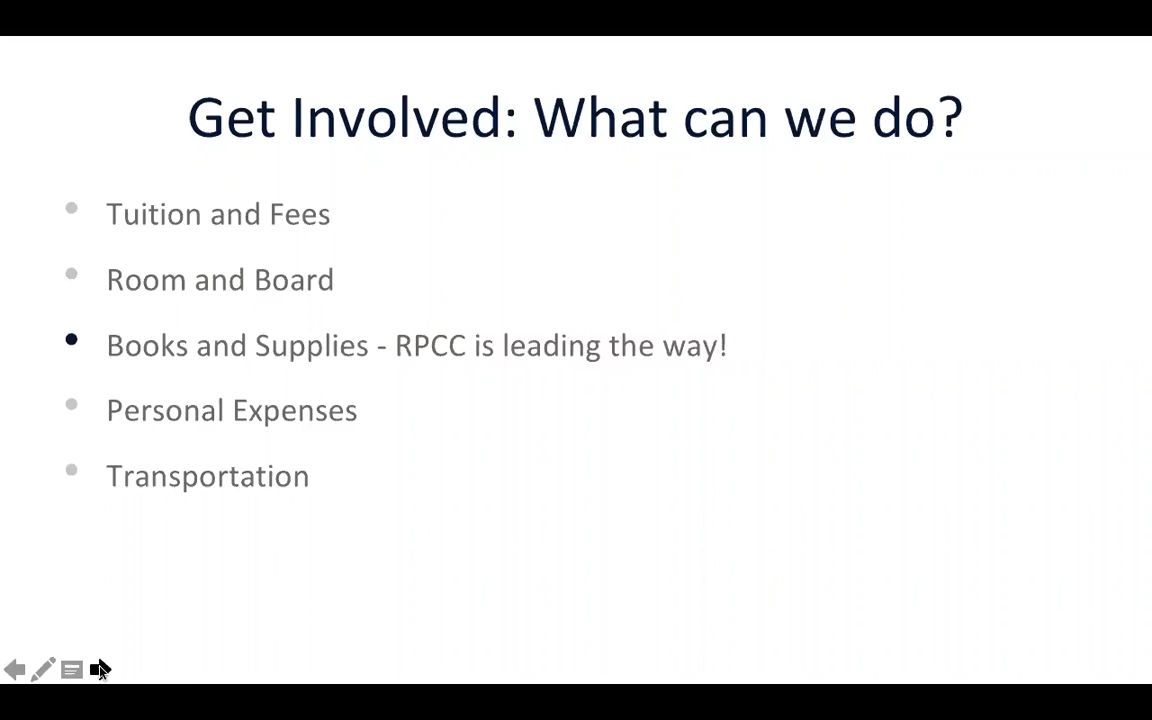 Get Involved: What can we do?
Tuition and Fees
Room and Board
Books and Supplies - RPCC is leading the way!
Personal Expenses
Transportation